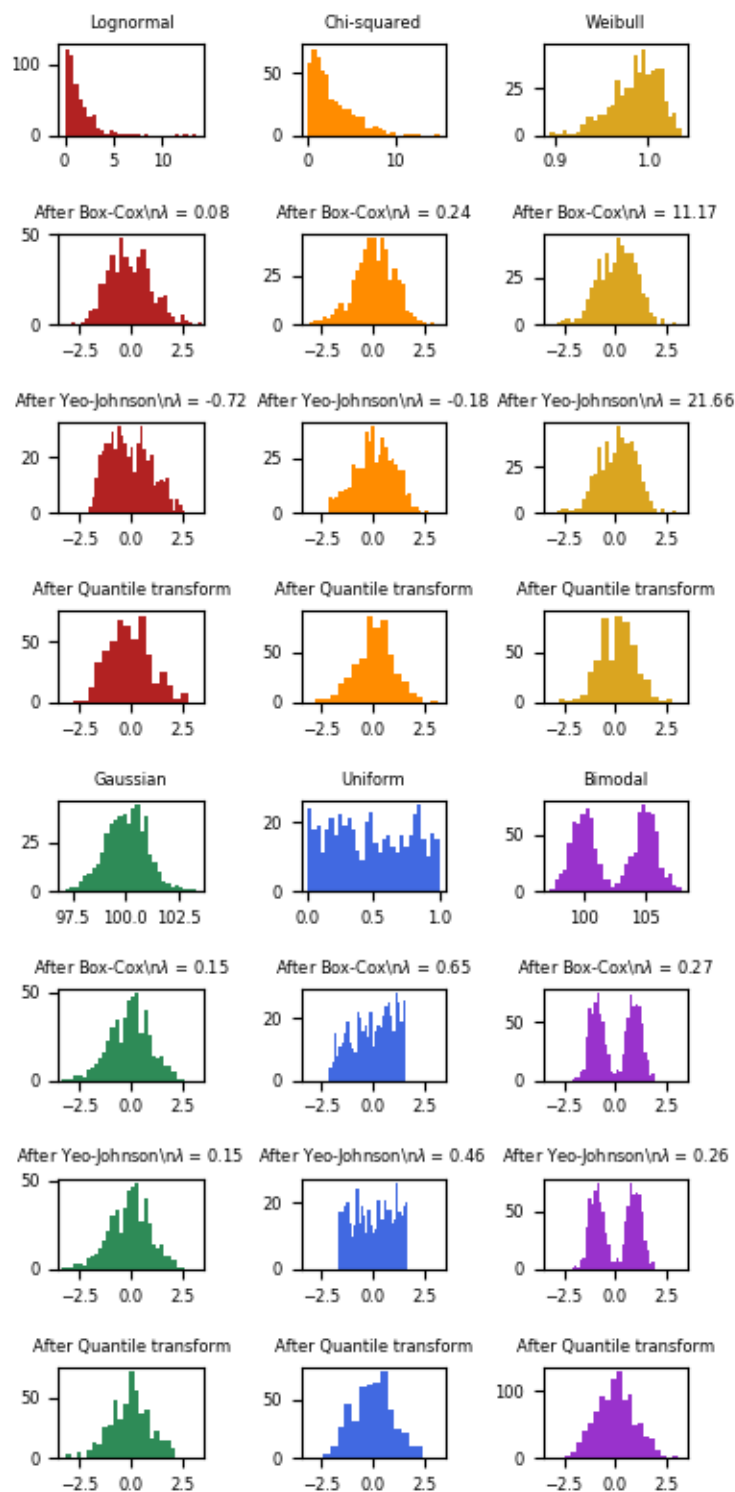 Lognormal Chi-squared Weibull
100
0
0 5 10
50
0
0 10
25
0
0.9 1.0
After Box-Cox\nλ = 0.08 After Box-Cox\nλ = 0.24 After Box-Cox\nλ = 11.17
50
0
−2.5 0.0 2.5
25
0
−2.5 0.0 2.5
25
0
−2.5 0.0 2.5
After Yeo-Johnson\nλ = -0.72 After Yeo-Johnson\nλ = -0.18 After Yeo-Johnson\nλ = 21.66
20
0
−2.5 0.0 2.5
25
0
−2.5 0.0 2.5
25
0
−2.5 0.0 2.5
After Quantile transform After Quantile transform After Quantile transform
50
0
−2.5 0.0 2.5
50
0
−2.5 0.0 2.5
50
0
−2.5 0.0 2.5
Gaussian Uniform Bimodal
25
0
97.5 100.0 102.5
20
0
0.0 0.5 1.0
50
0
100 105
After Box-Cox\nλ = 0.15 After Box-Cox\nλ = 0.65 After Box-Cox\nλ = 0.27
50
0
−2.5 0.0 2.5
20
0
−2.5 0.0 2.5
50
0
−2.5 0.0 2.5
After Yeo-Johnson\nλ = 0.15 After Yeo-Johnson\nλ = 0.46 After Yeo-Johnson\nλ = 0.26
50
0
−2.5 0.0 2.5
20
0
−2.5 0.0 2.5
50
0
−2.5 0.0 2.5
After Quantile transform After Quantile transform After Quantile transform
50
0
−2.5 0.0 2.5
50
0
−2.5 0.0 2.5
100
0
−2.5 0.0 2.5